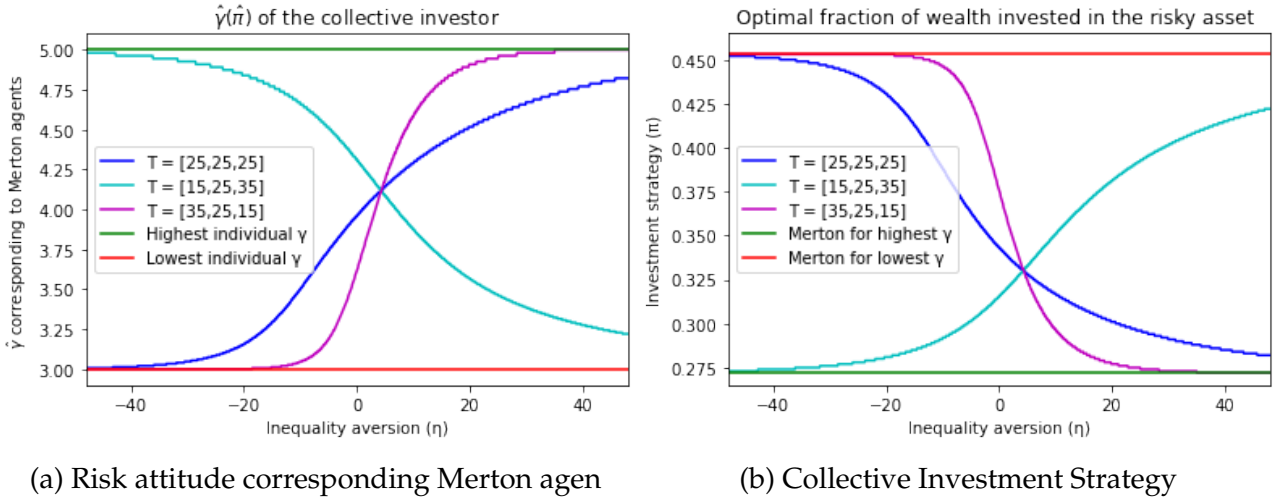 γ̂(π̂) of the collective investor
γ̂ corresponding to Merton agents
5.00
4.75
4.50
4.25
4.00
3.75
3.50
3.25
3.00
T = [25,25,25]
T = [15,25,35]
T = [35,25,15]
Highest individual γ
Lowest individual γ
−40
−20
0
20
40
Inequality aversion (η)
(a) Risk attitude corresponding Merton agen
Optimal fraction of wealth invested in the risky asset
Investment strategy (π)
0.450
0.425
0.400
0.375
0.350
0.325
0.300
0.275
T = [25,25,25]
T = [15,25,35]
T = [35,25,15]
Merton for highest γ
Merton for lowest γ
−40
−20
0
20
40
Inequality aversion (η)
(b) Collective Investment Strategy